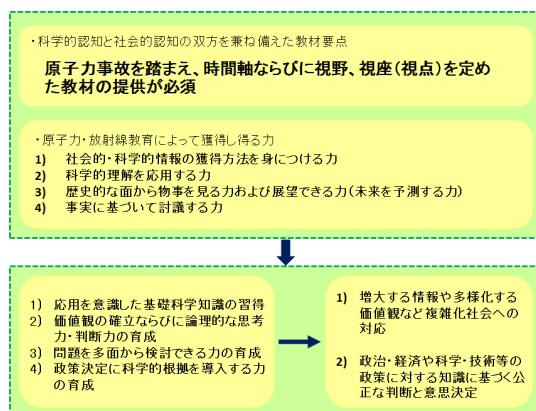 ・科学的認知と社会的認知の双方を兼ね備えた教材要点
原子力事故を踏まえ、時間軸ならびに視野、視座(視点)を定め
た教材の提供が必須
・原子力・放射線教育によって獲得し得る力
1) 社会的・科学的情報の獲得方法を身につける力
2) 科学的理解を応用する力
3) 歴史的な面から物事を見る力および展望できる力(未来を予測する力)
4) 事実に基づいて討議する力
1) 応用を意識した基礎科学知識の習得
2) 価値観の確立ならびに論理的な思考
力・判断力の育成
3) 問題を多面から検討できる力の育成
4) 政策決定に科学的根拠を導入する力
の育成
1) 増大する情報や多様化する
価値観など複雑化社会への
対応
2) 政治・経済や科学・技術等の
政策に対する知識に基づく公
正な判断と意思決定